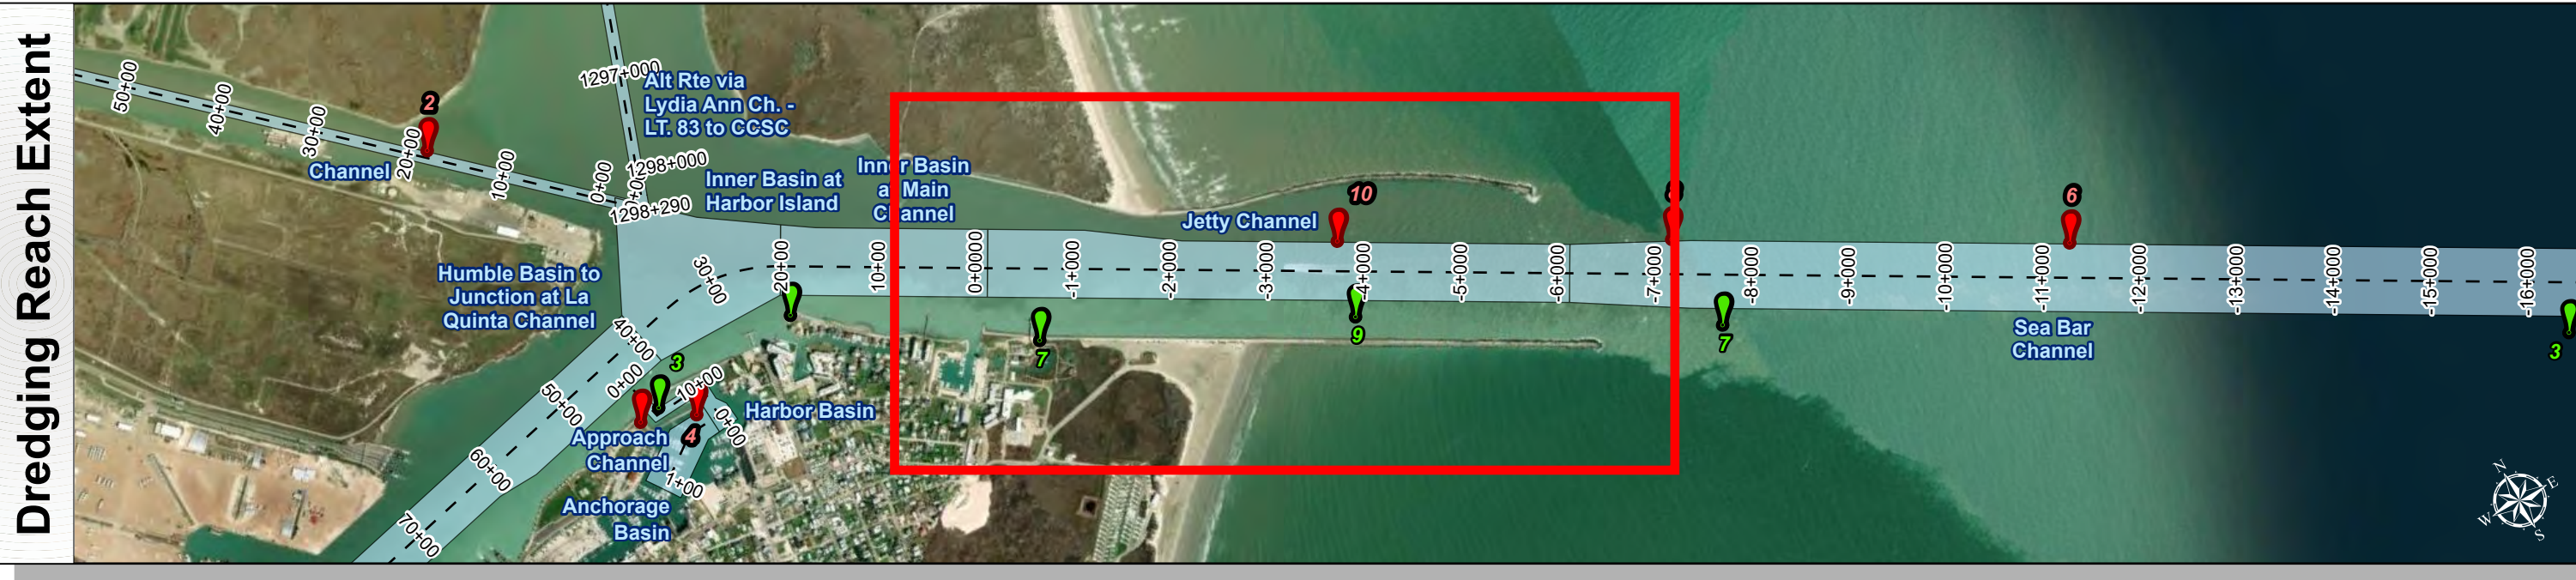 Dredging Reach Extent
50+00
40+00
30+00
20+00
10+00
0+00
2
Channel
1297+000
Alt Rte via
Lydia Ann Ch. -
LT. 83 to CCSC
1298+000
1298+290
Inner Basin at
Harbor Island
Inner Basin
at Main
Channel
Jetty Channel
10
8
6
Humble Basin to
Junction at La
Quinta Channel
30+00
20+00
10+00
0+0000
-1+000
-2+000
-3+000
-4+000
-5+000
-6+000
-7+000
-8+000
-9+000
-10+000
-11+000
-12+000
-13+000
-14+000
-15+000
-16+000
40+00
50+00
60+00
70+00
7
9
7
3
Sea Bar
Channel
3
0+00
10+00
0+00
Harbor Basin
Approach
Channel
4
1+00
Anchorage
Basin
N
E
S
W